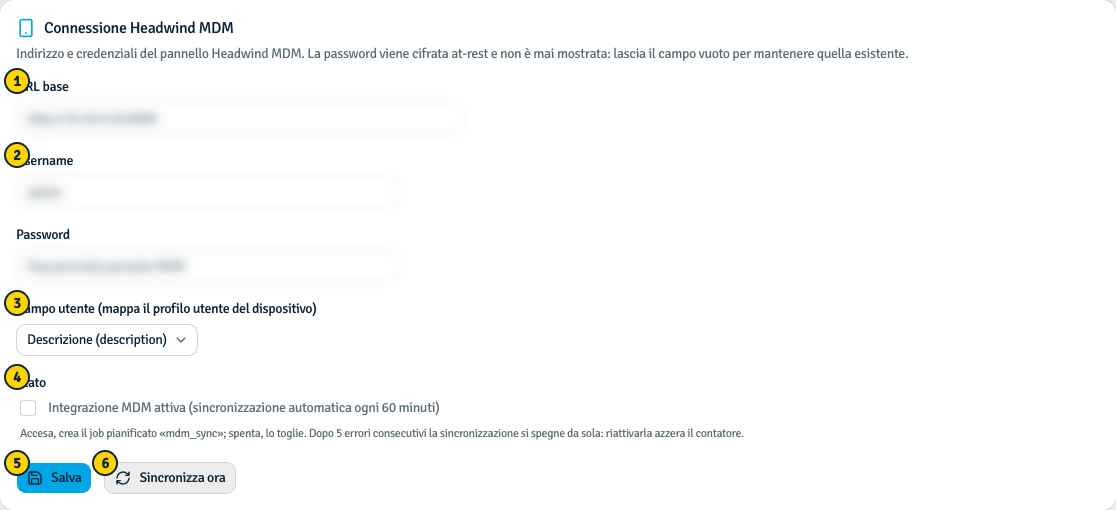 Connessione Headwind MDM
Indirizzo e credenziali del pannello Headwind MDM. La password viene cifrata at-rest e non è mai mostrata: lascia il campo vuoto per mantenere quella esistente.
1 RL base
2 sername
Password
3 ampo utente (mappa il profilo utente del dispositivo)
Descrizione (description)
4 tato
Integrazione MDM attiva (sincronizzazione automatica ogni 60 minuti)
Accesa, crea il job pianificato «mdm_sync»; spenta, lo toglie. Dopo 5 errori consecutivi la sincronizzazione si spegne da sola: riattivarla azzera il contatore.
5 Salva 6 Sincronizza ora